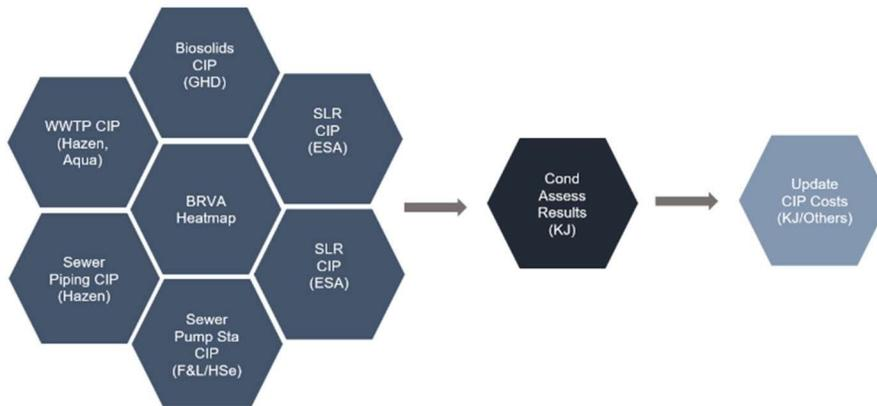 Biosolids
CIP
(GHD)
WWTP CIP
(Hazen,
Aqua)
SLR
CIP
(ESA)
BRVA
Heatmap
Sewer
Piping CIP
(Hazen)
SLR
CIP
(ESA)
Sewer
Pump Sta
CIP
(F&L/HSe)
Cond
Assess
Results
(KJ)
Update
CIP Costs
(KJ/Others)